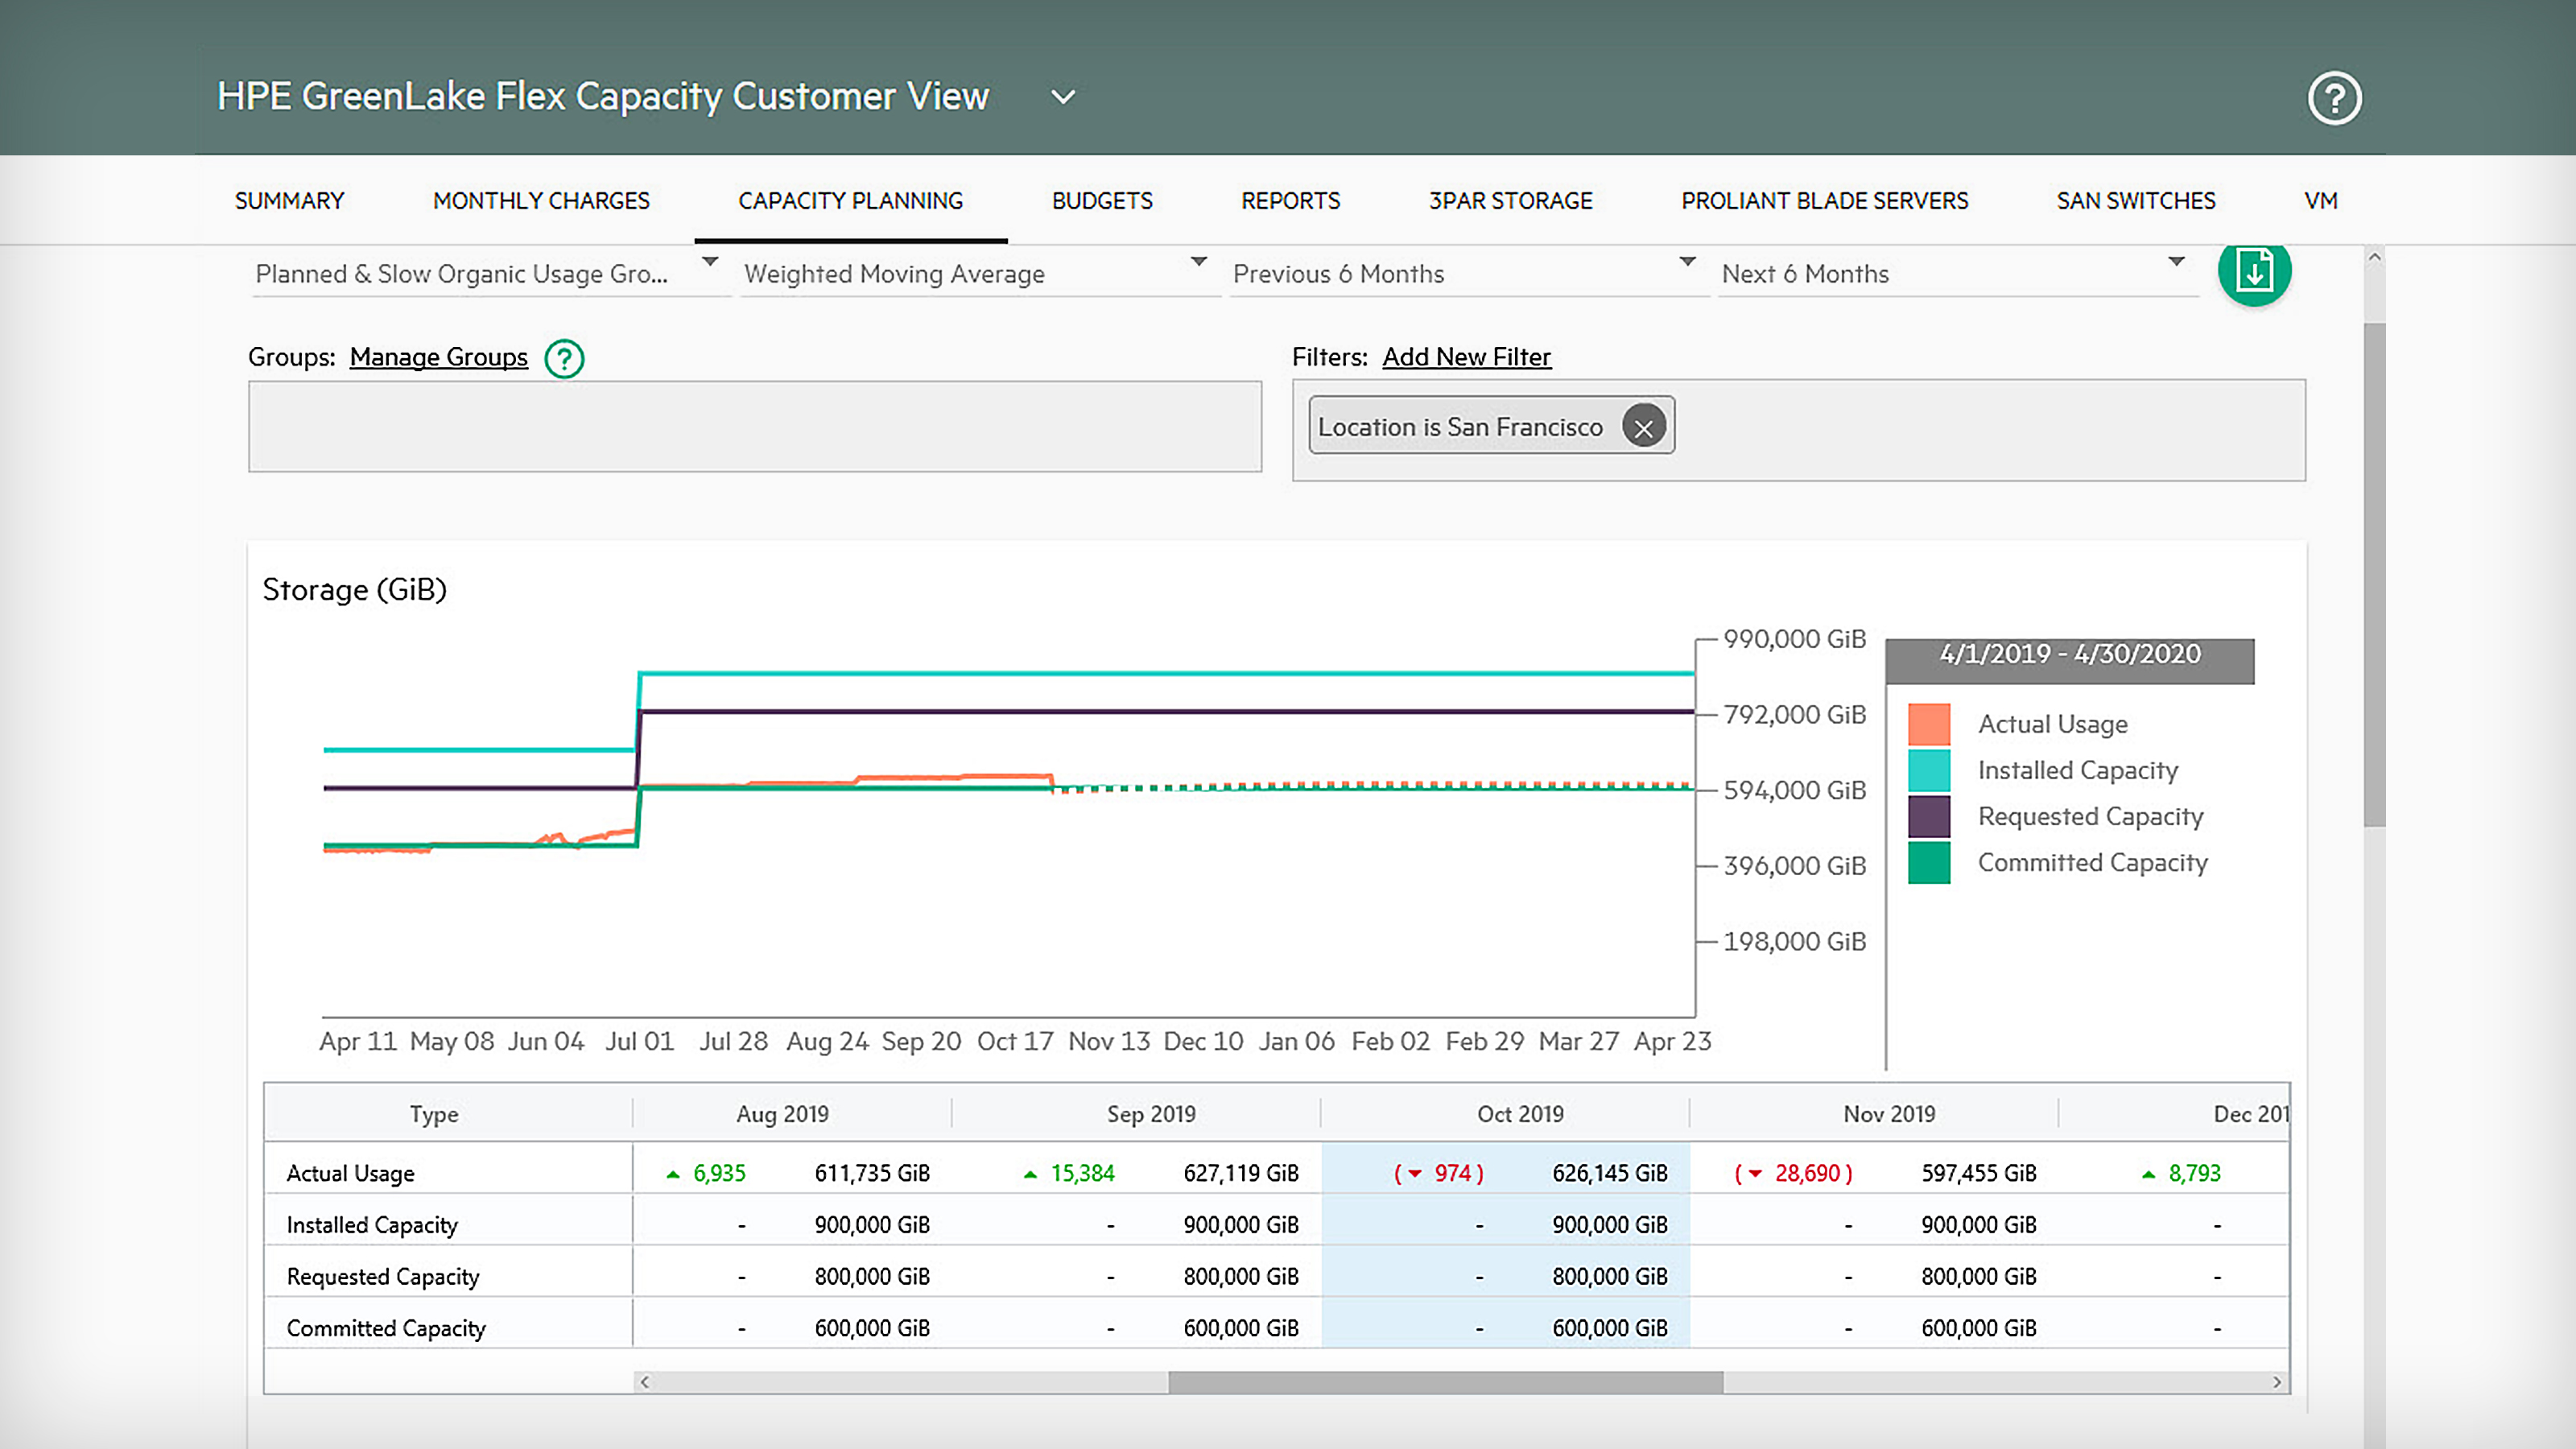 HPE GreenLake Flex Capacity Customer View
SUMMARY MONTHLY CHARGES CAPACITY PLANNING BUDGETS REPORTS 3PAR STORAGE PROLIANT BLADE SERVERS SAN SWITCHES VM
Planned & Slow Organic Usage Gro... Weighted Moving Average Previous 6 Months Next 6 Months
Groups: Manage Groups ?
Filters: Add New Filter
Location is San Francisco
Storage (GiB)
990,000 GiB
792,000 GiB
594,000 GiB
396,000 GiB
198,000 GiB
Apr 11 May 08 Jun 04 Jul 01 Jul 28 Aug 24 Sep 20 Oct 17 Nov 13 Dec 10 Jan 06 Feb 02 Feb 29 Mar 27 Apr 23
4/1/2019 - 4/30/2020
Actual Usage
Installed Capacity
Requested Capacity
Committed Capacity
Type Aug 2019 Sep 2019 Oct 2019 Nov 2019 Dec 201
Actual Usage ▲ 6,935 611,735 GiB ▲ 15,384 627,119 GiB (▼ 974 ) 626,145 GiB (▼ 28,690 ) 597,455 GiB ▲ 8,793
Installed Capacity - 900,000 GiB - 900,000 GiB - 900,000 GiB - 900,000 GiB -
Requested Capacity - 800,000 GiB - 800,000 GiB - 800,000 GiB - 800,000 GiB -
Committed Capacity - 600,000 GiB - 600,000 GiB - 600,000 GiB - 600,000 GiB -